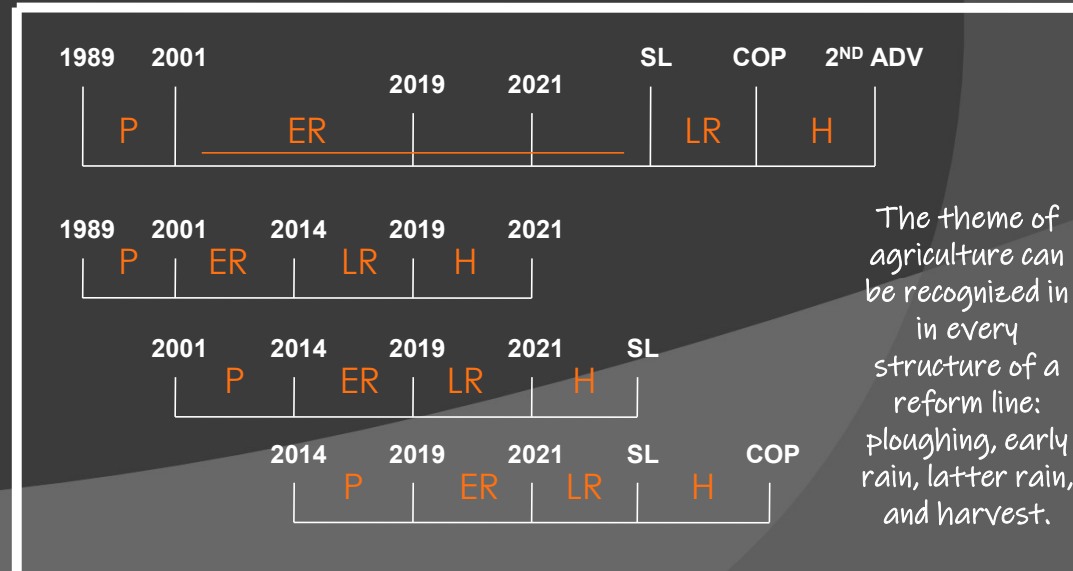 1989 2001 SL COP 2ND ADV
2019 2021
P ER LR H
1989 2001 2014 2019 2021
P ER LR H
2001 2014 2019 2021 SL
P ER LR H
2014 2019 2021 SL COP
P ER LR H
The theme of
agriculture can
be recognized in
in every
structure of a
reform line:
ploughing, early
rain, latter rain,
and harvest.